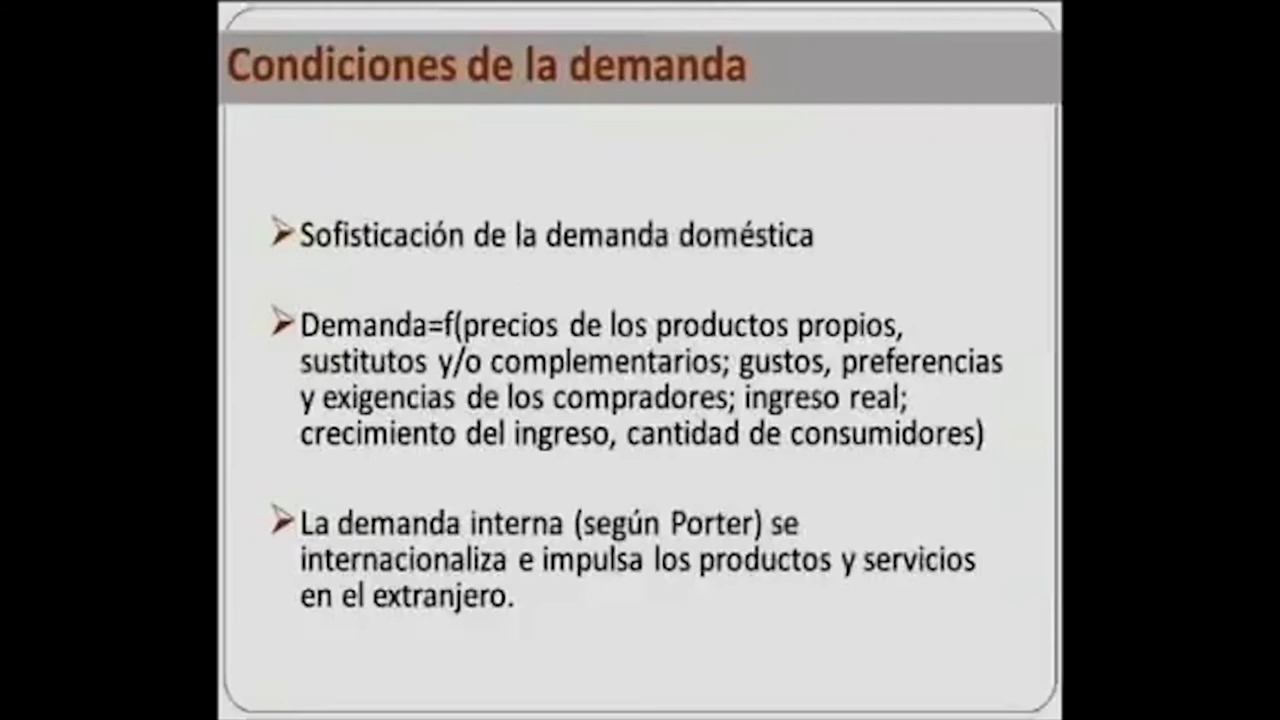 Condiciones de la demanda
Sofisticación de la demanda doméstica
Demanda=f(precios de los productos propios,
sustitutos y/o complementarios; gustos, preferencias
y exigencias de los compradores; ingreso real;
crecimiento del ingreso, cantidad de consumidores)
La demanda interna (según Porter) se
internacionaliza e impulsa los productos y servicios
en el extranjero.